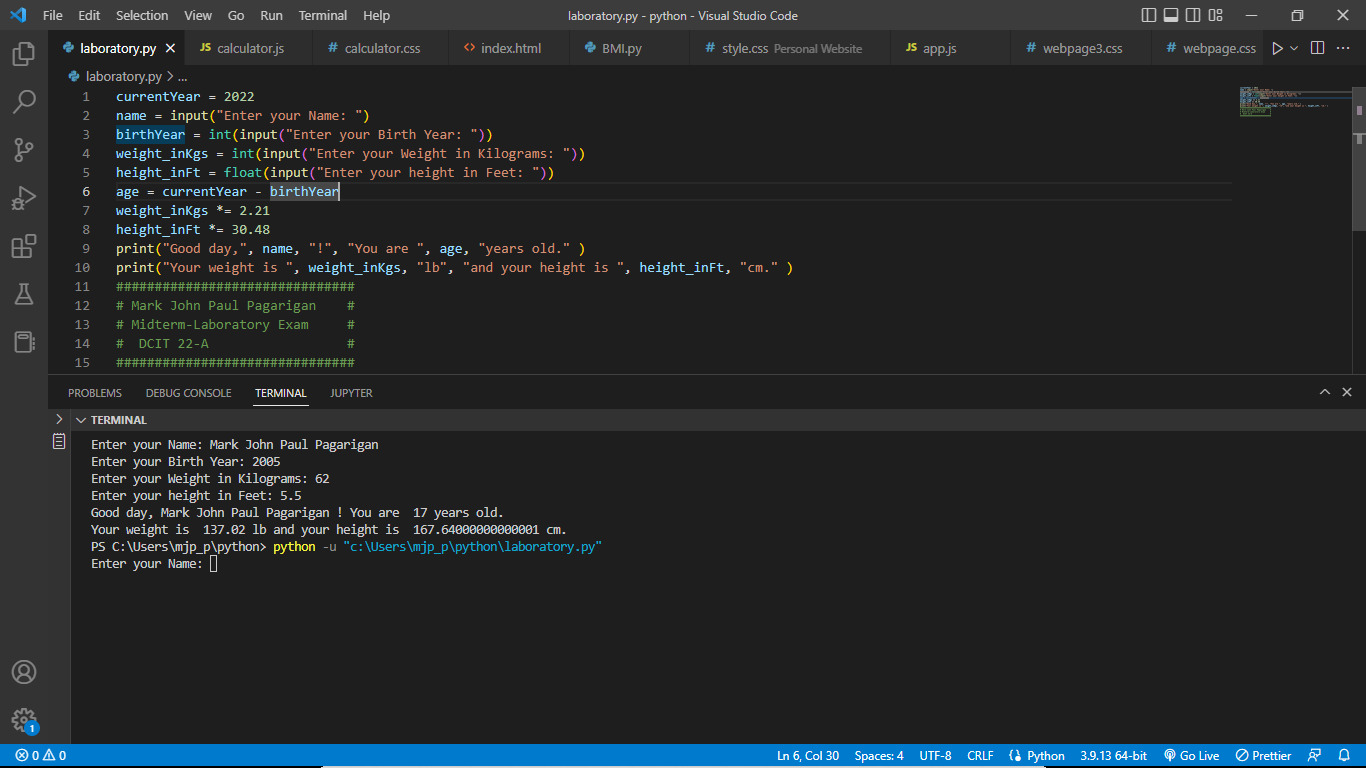 File Edit Selection View Go Run Terminal Help laboratory.py - python - Visual Studio Code
laboratory.py calculator.js calculator.css index.html BMI.py style.css Personal Website app.js webpage3.css webpage.css
laboratory.py > ...
1 currentYear = 2022
2 name = input("Enter your Name: ")
3 birthYear = int(input("Enter your Birth Year: "))
4 weight_inKgs = int(input("Enter your Weight in Kilograms: "))
5 height_inFt = float(input("Enter your height in Feet: "))
6 age = currentYear - birthYear
7 weight_inKgs *= 2.21
8 height_inFt *= 30.48
9 print("Good day,", name, "!", "You are ", age, "years old." )
10 print("Your weight is ", weight_inKgs, "lb", "and your height is ", height_inFt, "cm." )
11 ###############################
12 # Mark John Paul Pagarigan    #
13 # Midterm-Laboratory Exam     #
14 #  DCIT 22-A                  #
15 ###############################
PROBLEMS DEBUG CONSOLE TERMINAL JUPYTER
TERMINAL
Enter your Name: Mark John Paul Pagarigan
Enter your Birth Year: 2005
Enter your Weight in Kilograms: 62
Enter your height in Feet: 5.5
Good day, Mark John Paul Pagarigan ! You are  17 years old.
Your weight is  137.02 lb and your height is  167.64000000000001 cm.
PS C:\Users\mjp_p\python> python -u "c:\Users\mjp_p\python\laboratory.py"
Enter your Name:
1
0 0 Ln 6, Col 30 Spaces: 4 UTF-8 CRLF Python 3.9.13 64-bit Go Live Prettier